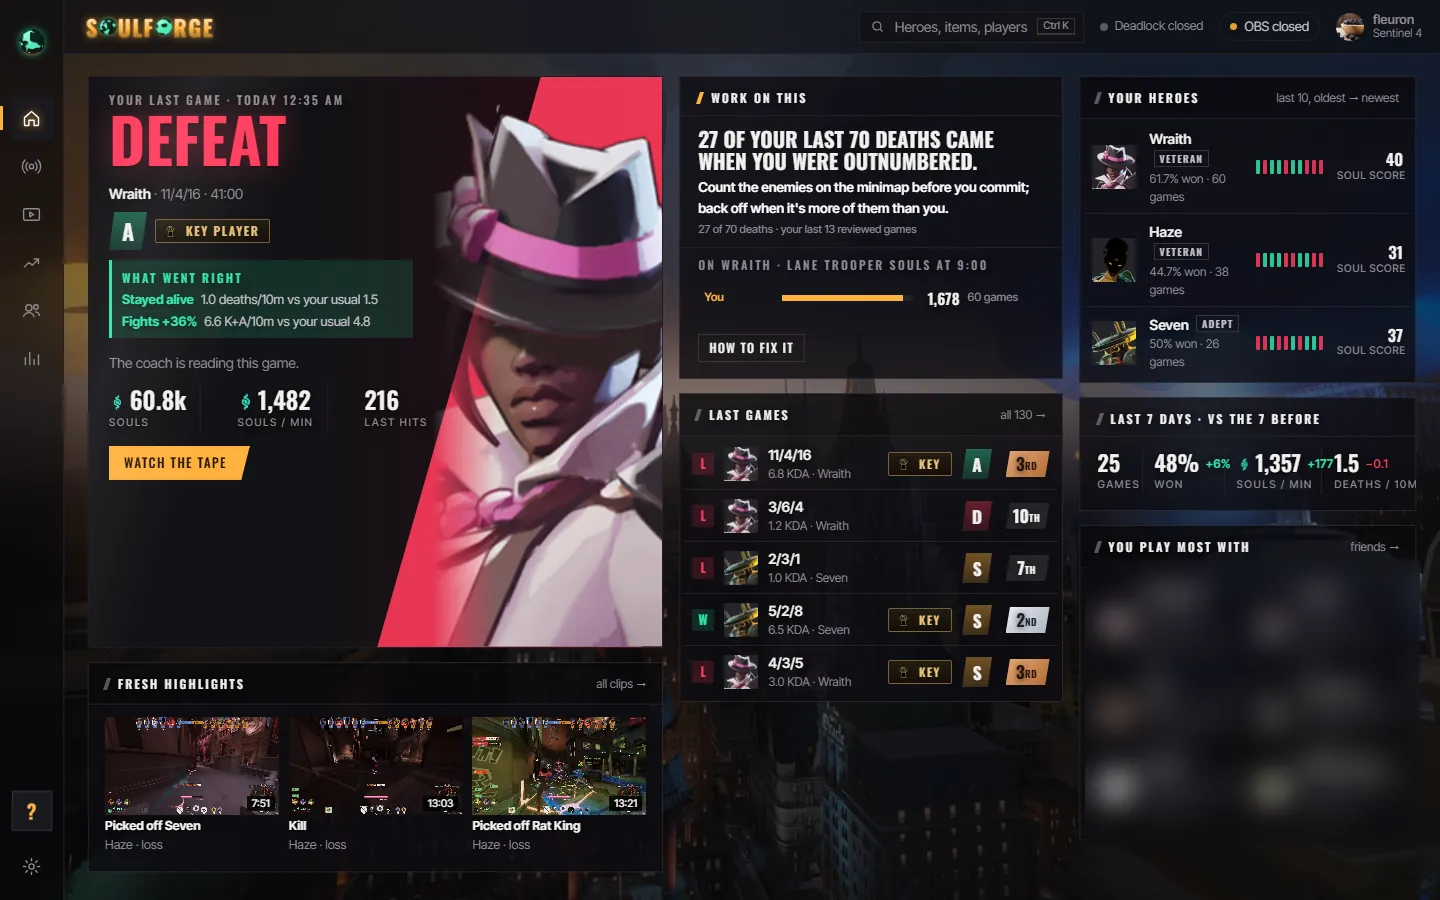 SOULFORGE
Heroes, items, players
Ctrl K
Deadlock closed
OBS closed
fleuron
Sentinel 4
YOUR LAST GAME · TODAY 12:35 AM
DEFEAT
Wraith · 11/4/16 · 41:00
A
KEY PLAYER
WHAT WENT RIGHT
Stayed alive 1.0 deaths/10m vs your usual 1.5
Fights +36% 6.6 K+A/10m vs your usual 4.8
The coach is reading this game.
60.8k
SOULS
1,482
SOULS / MIN
216
LAST HITS
WATCH THE TAPE
FRESH HIGHLIGHTS
all clips →
7:51
Picked off Seven
Haze · loss
13:03
Kill
Haze · loss
13:21
Picked off Rat King
Haze · loss
WORK ON THIS
27 OF YOUR LAST 70 DEATHS CAME
WHEN YOU WERE OUTNUMBERED.
Count the enemies on the minimap before you commit;
back off when it's more of them than you.
27 of 70 deaths · your last 13 reviewed games
ON WRAITH · LANE TROOPER SOULS AT 9:00
You
1,678 60 games
HOW TO FIX IT
LAST GAMES
all 130 →
L
11/4/16
6.8 KDA · Wraith
KEY
A
3RD
L
3/6/4
1.2 KDA · Wraith
D
10TH
L
2/3/1
1.0 KDA · Seven
S
7TH
W
5/2/8
6.5 KDA · Seven
KEY
S
2ND
L
4/3/5
3.0 KDA · Wraith
KEY
S
3RD
YOUR HEROES
last 10, oldest → newest
Wraith
VETERAN
61.7% won · 60
games
40
SOUL SCORE
Haze
VETERAN
44.7% won · 38
games
31
SOUL SCORE
Seven ADEPT
50% won · 26
games
37
SOUL SCORE
LAST 7 DAYS · VS THE 7 BEFORE
25
GAMES
48% +6%
WON
1,357 +177
SOULS / MIN
1.5 −0.1
DEATHS / 10M
YOU PLAY MOST WITH
friends →
?